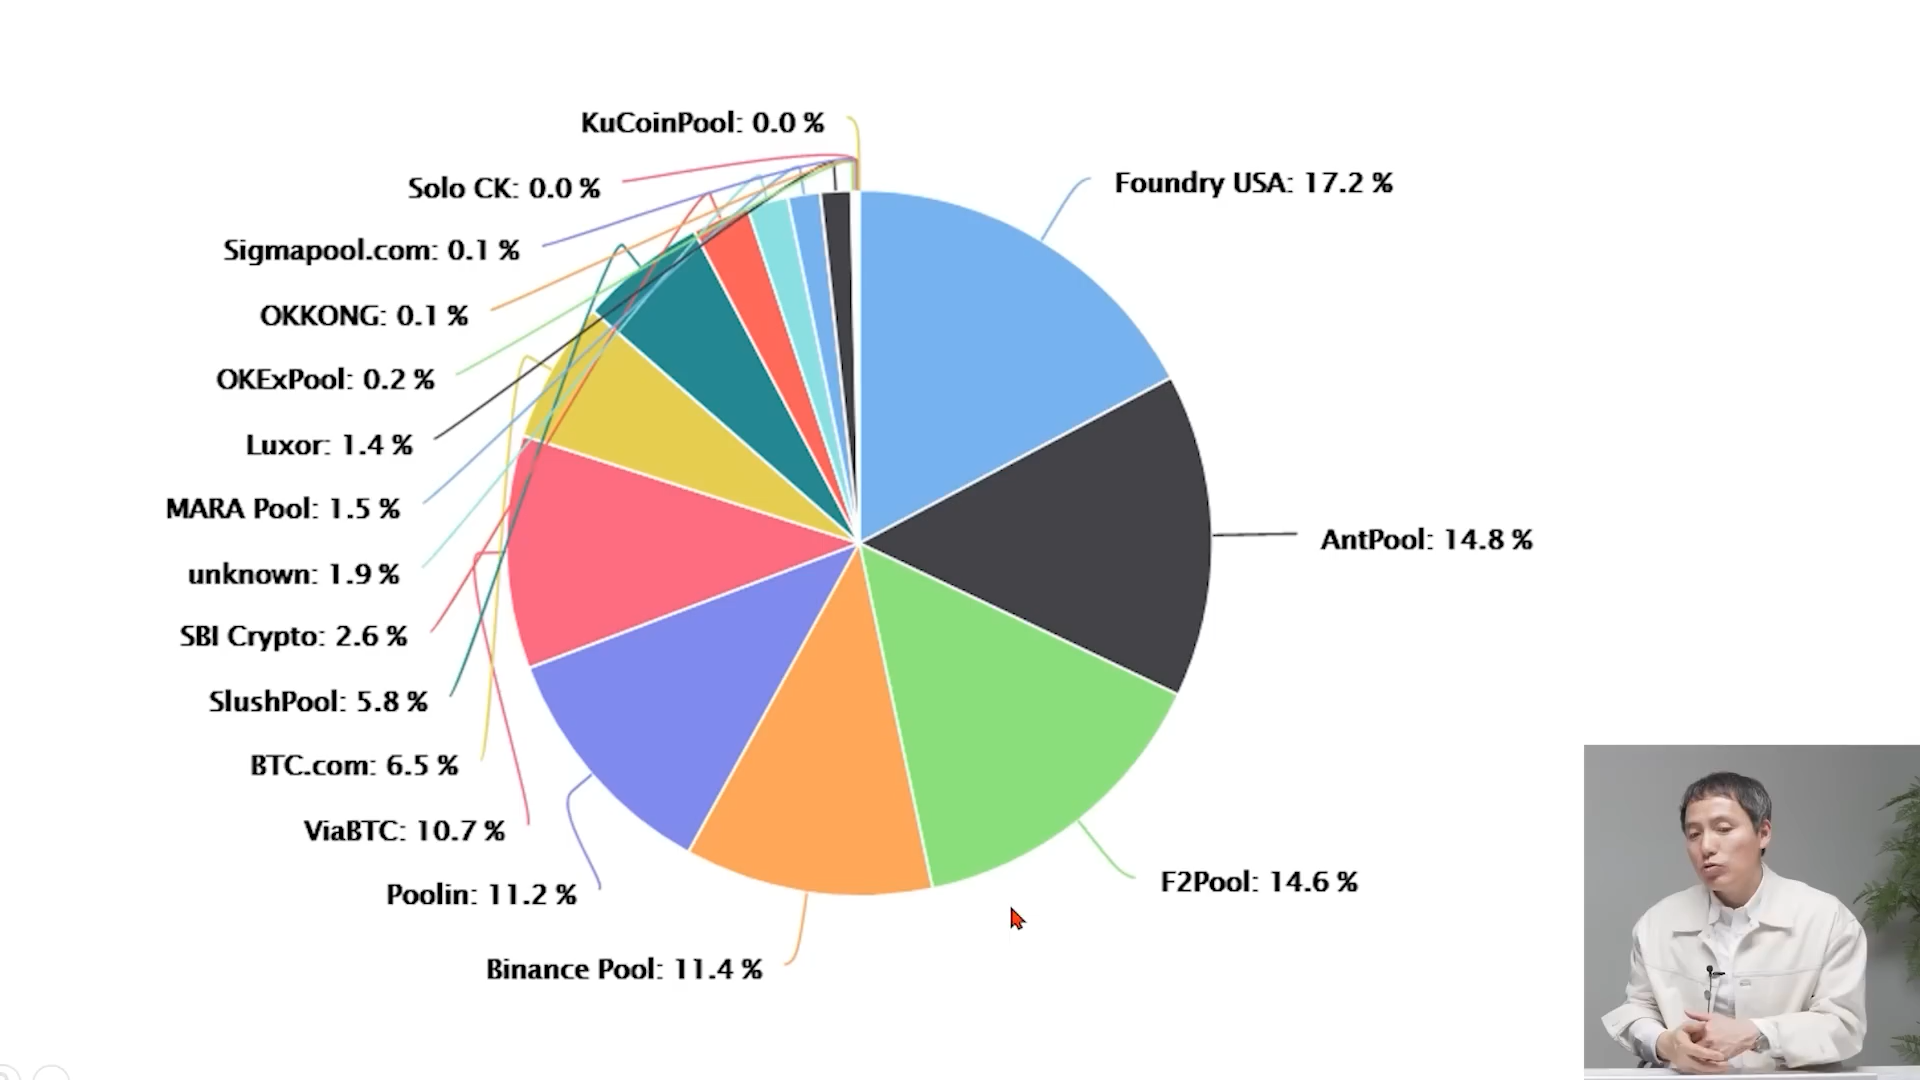 KuCoinPool: 0.0 %
Solo CK: 0.0 %
Foundry USA: 17.2 %
Sigmapool.com: 0.1 %
OKKONG: 0.1 %
OKExPool: 0.2 %
Luxor: 1.4 %
MARA Pool: 1.5 %
AntPool: 14.8 %
unknown: 1.9 %
SBI Crypto: 2.6 %
SlushPool: 5.8 %
BTC.com: 6.5 %
ViaBTC: 10.7 %
F2Pool: 14.6 %
Poolin: 11.2 %
Binance Pool: 11.4 %